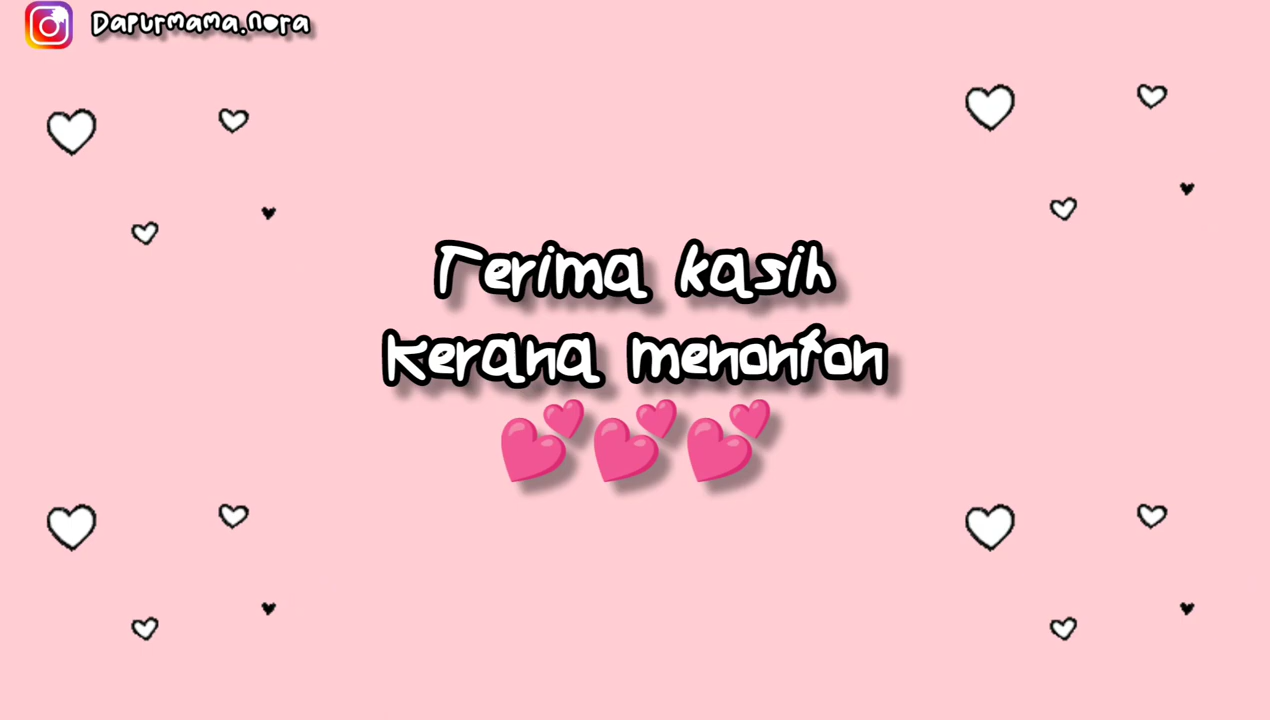 Dapurmama.nora
Terima kasih
kerana menonton
💕💕💕